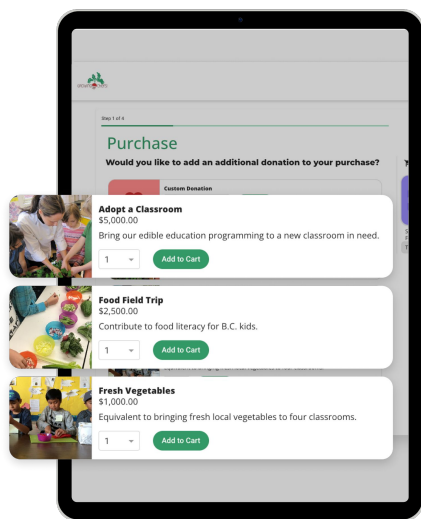 Step 1 of 4
Purchase
Would you like to add an additional donation to your purchase?
Custom Donation
Adopt a Classroom
$5,000.00
Bring our edible education programming to a new classroom in need.
1
Add to Cart
Food Field Trip
$2,500.00
Contribute to food literacy for B.C. kids.
1
Add to Cart
Fresh Vegetables
$1,000.00
Equivalent to bringing fresh local vegetables to four classrooms.
1
Add to Cart